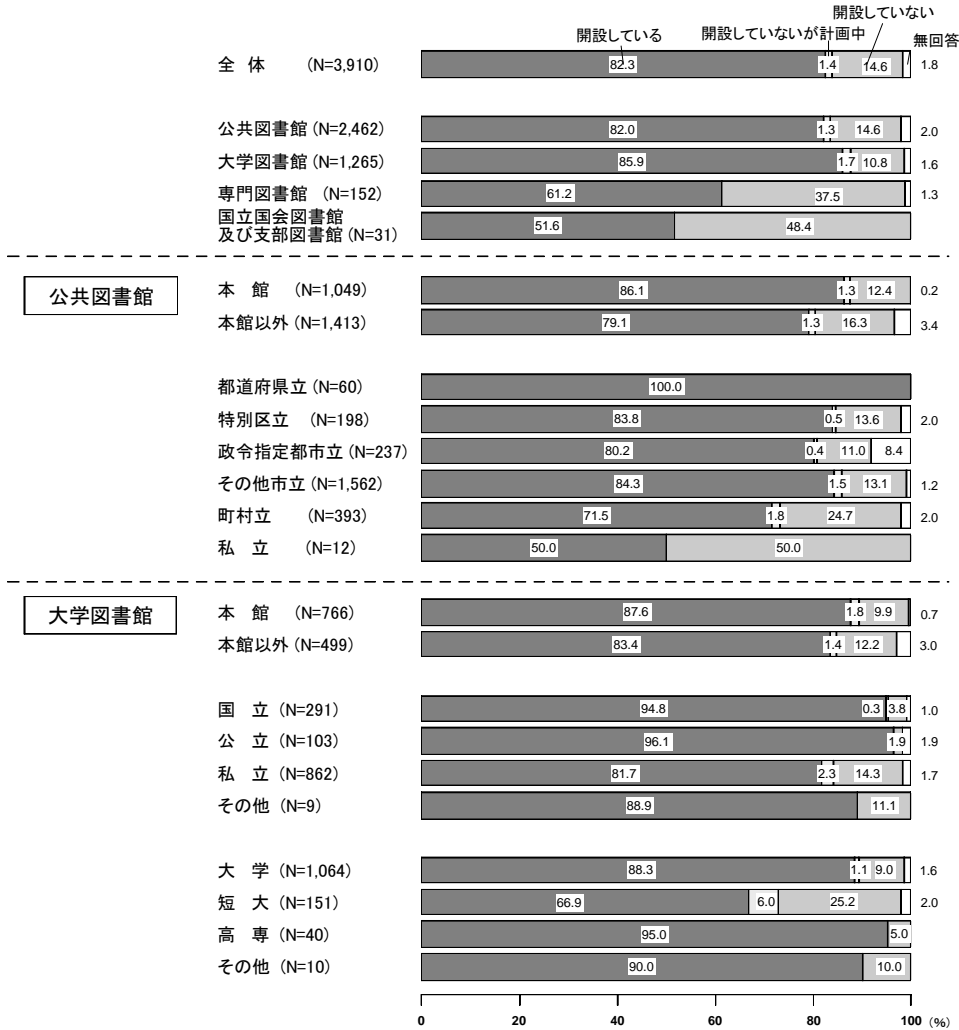 開設していない
開設している
開設していないが計画中
無回答
全 体 (N=3,910) 82.3 1.4 14.6 1.8
公共図書館 (N=2,462) 82.0 1.3 14.6 2.0
大学図書館 (N=1,265) 85.9 1.7 10.8 1.6
専門図書館 (N=152) 61.2 37.5 1.3
国立国会図書館
及び支部図書館 (N=31) 51.6 48.4
公共図書館
本 館 (N=1,049) 86.1 1.3 12.4 0.2
本館以外 (N=1,413) 79.1 1.3 16.3 3.4
都道府県立 (N=60) 100.0
特別区立 (N=198) 83.8 0.5 13.6 2.0
政令指定都市立 (N=237) 80.2 0.4 11.0 8.4
その他市立 (N=1,562) 84.3 1.5 13.1 1.2
町村立 (N=393) 71.5 1.8 24.7 2.0
私 立 (N=12) 50.0 50.0
大学図書館
本 館 (N=766) 87.6 1.8 9.9 0.7
本館以外 (N=499) 83.4 1.4 12.2 3.0
国 立 (N=291) 94.8 0.3 3.8 1.0
公 立 (N=103) 96.1 1.9 1.9
私 立 (N=862) 81.7 2.3 14.3 1.7
その他 (N=9) 88.9 11.1
大 学 (N=1,064) 88.3 1.1 9.0 1.6
短 大 (N=151) 66.9 6.0 25.2 2.0
高 専 (N=40) 95.0 5.0
その他 (N=10) 90.0 10.0
0 20 40 60 80 100 (%)